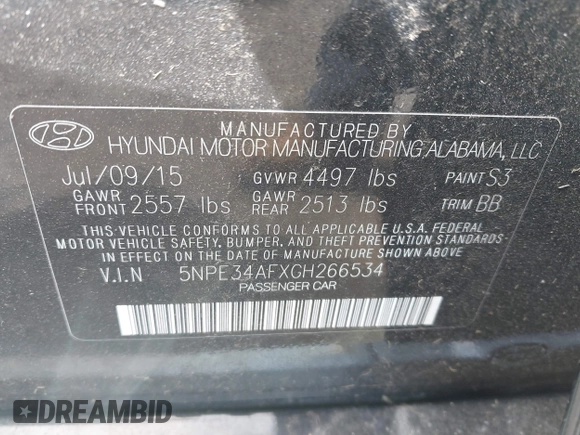 MANUFACTURED BY
HYUNDAI MOTOR MANUFACTURING ALABAMA, LLC
Jul/09/15 GVWR 4497 lbs PAINT S3
GAWR FRONT 2557 lbs GAWR REAR 2513 lbs TRIM BB
THIS VEHICLE CONFORMS TO ALL APPLICABLE U.S.A. FEDERAL
MOTOR VEHICLE SAFETY, BUMPER, AND THEFT PREVENTION
STANDARDS IN EFFECT ON THE DATE OF MANUFACTURE SHOWN ABOVE.
V.I.N 5NPE34AFXGH266534
PASSENGER CAR
DREAMBID